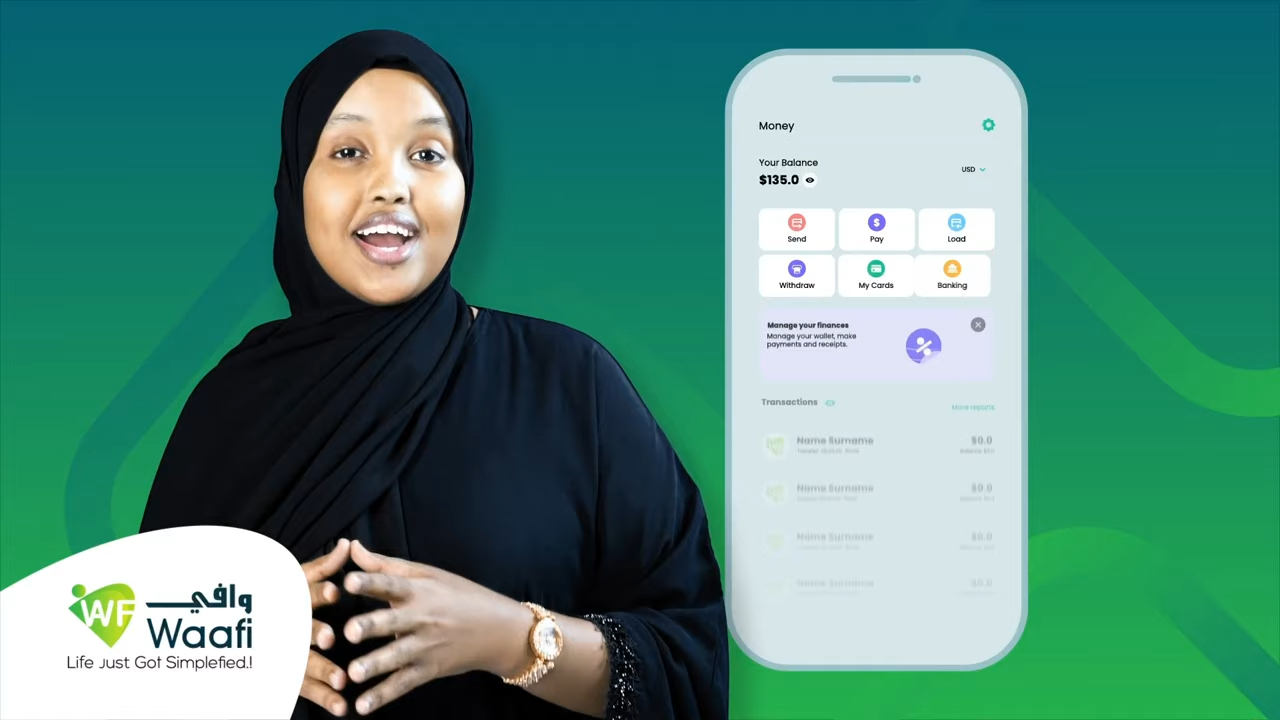 Money
Your Balance
$135.0
USD
Send
Pay
Load
Withdraw
My Cards
Banking
Manage your finances
Manage your wallet, make
payments and receipts.
Transactions
More reports
Name Surname
$0.0
Name Surname
$0.0
Name Surname
$0.0
Name Surname
$0.0
WF
وافي
Waafi
Life Just Got Simplefied.!